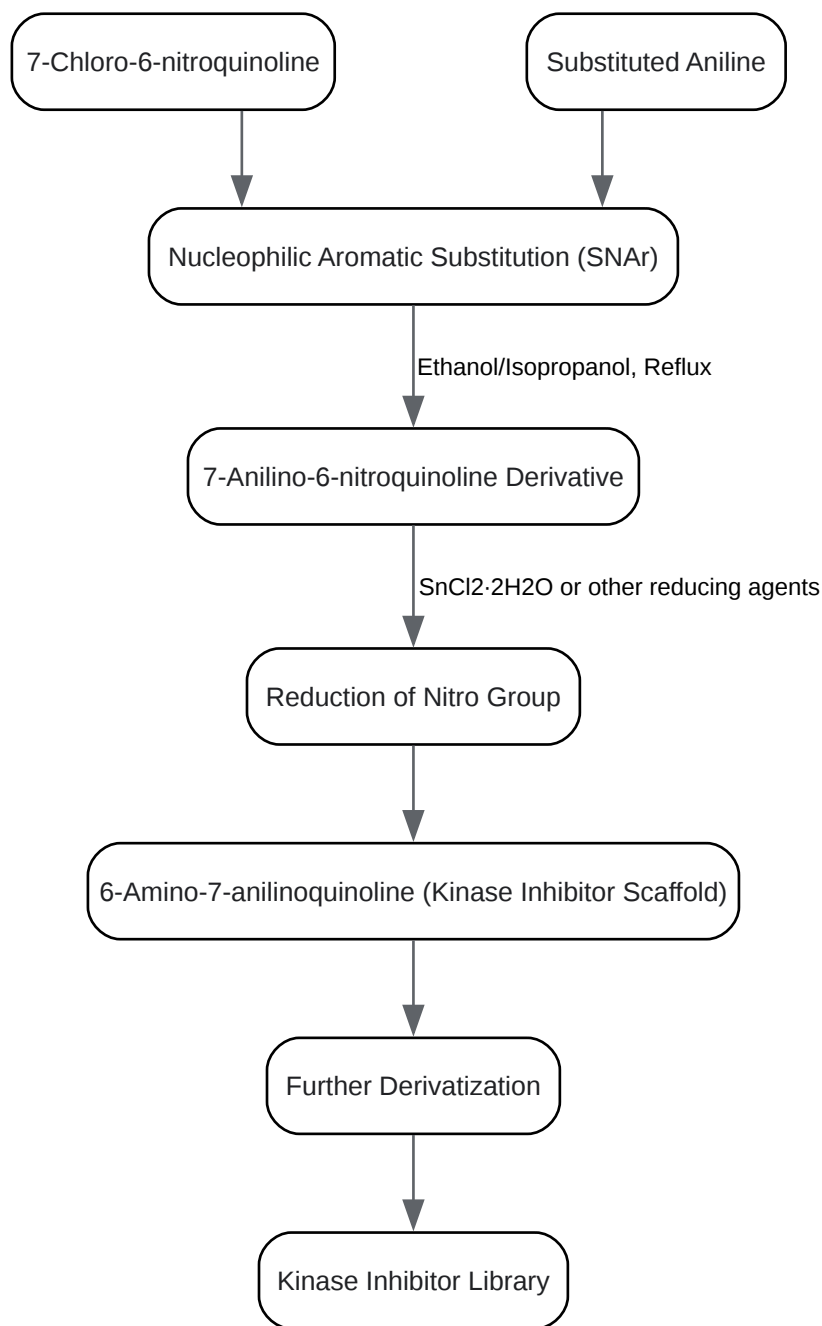 7-Chloro-6-nitroquinoline
Substituted Aniline
Nucleophilic Aromatic Substitution (SNAr)
Ethanol/Isopropanol, Reflux
7-Anilino-6-nitroquinoline Derivative
SnCl2·2H2O or other reducing agents
Reduction of Nitro Group
6-Amino-7-anilinoquinoline (Kinase Inhibitor Scaffold)
Further Derivatization
Kinase Inhibitor Library